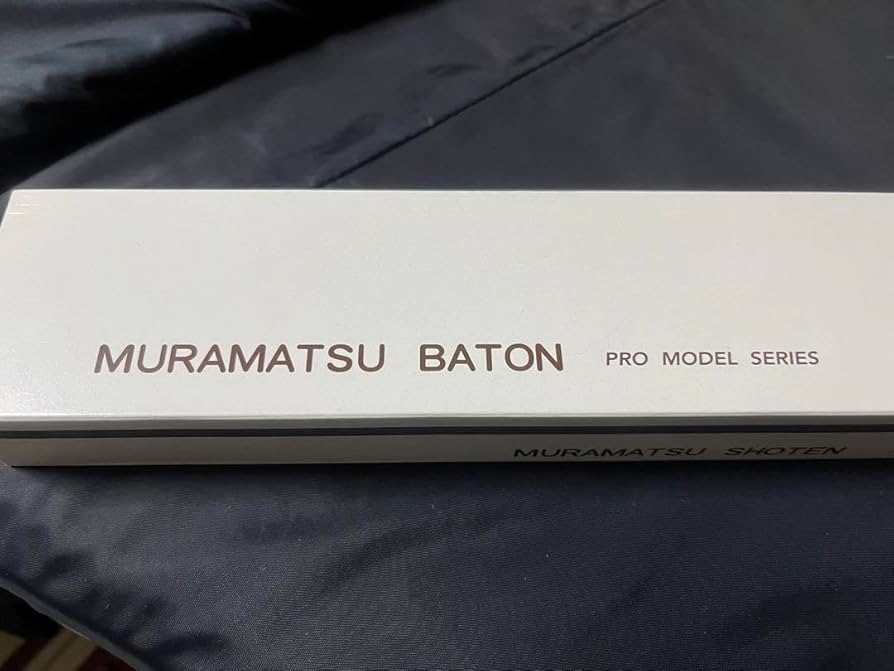 MURAMATSU BATON PRO MODEL SERIES
MURAMATSU SHOTEN